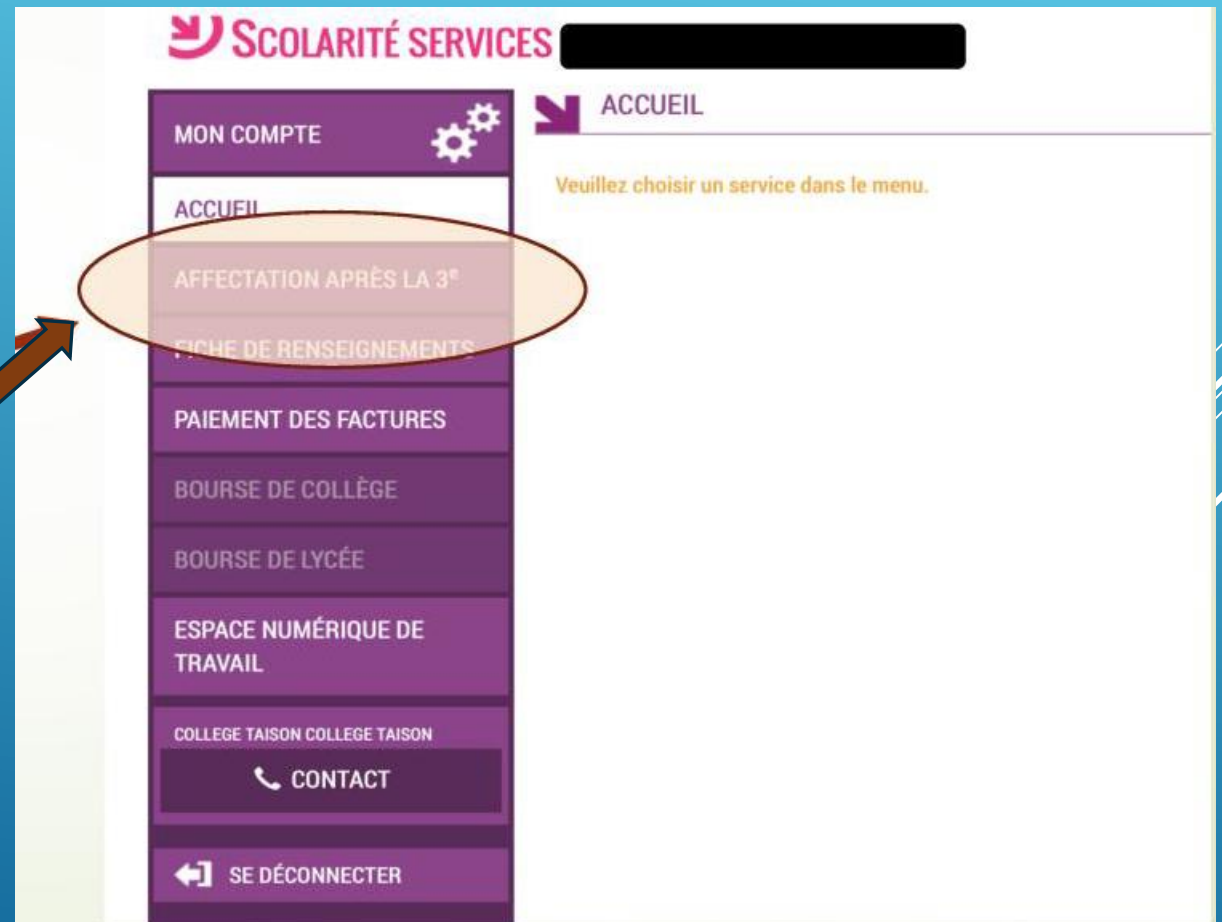 SCOLARITÉ SERVICES
MON COMPTE
ACCUEIL
Veuillez choisir un service dans le menu.
ACCUEIL
AFFECTATION APRÈS LA 3e
FICHE DE RENSEIGNEMENTS
PAIEMENT DES FACTURES
BOURSE DE COLLÈGE
BOURSE DE LYCÉE
ESPACE NUMÉRIQUE DE
TRAVAIL
COLLEGE TAISON COLLEGE TAISON
CONTACT
SE DÉCONNECTER